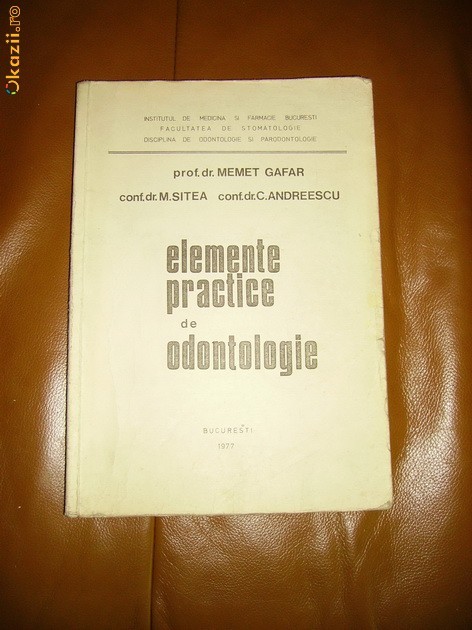 Okazii.ro
INSTITUTUL DE MEDICINA SI FARMACIE BUCURESTI
FACULTATEA DE STOMATOLOGIE
DISCIPLINA DE ODONTOLOGIE SI PARODONTOLOGIE
prof.dr. MEMET GAFAR
conf.dr. M.SITEA conf.dr.C.ANDREESCU
elemente
practice
de
odontologie
BUCUREȘTI
1977